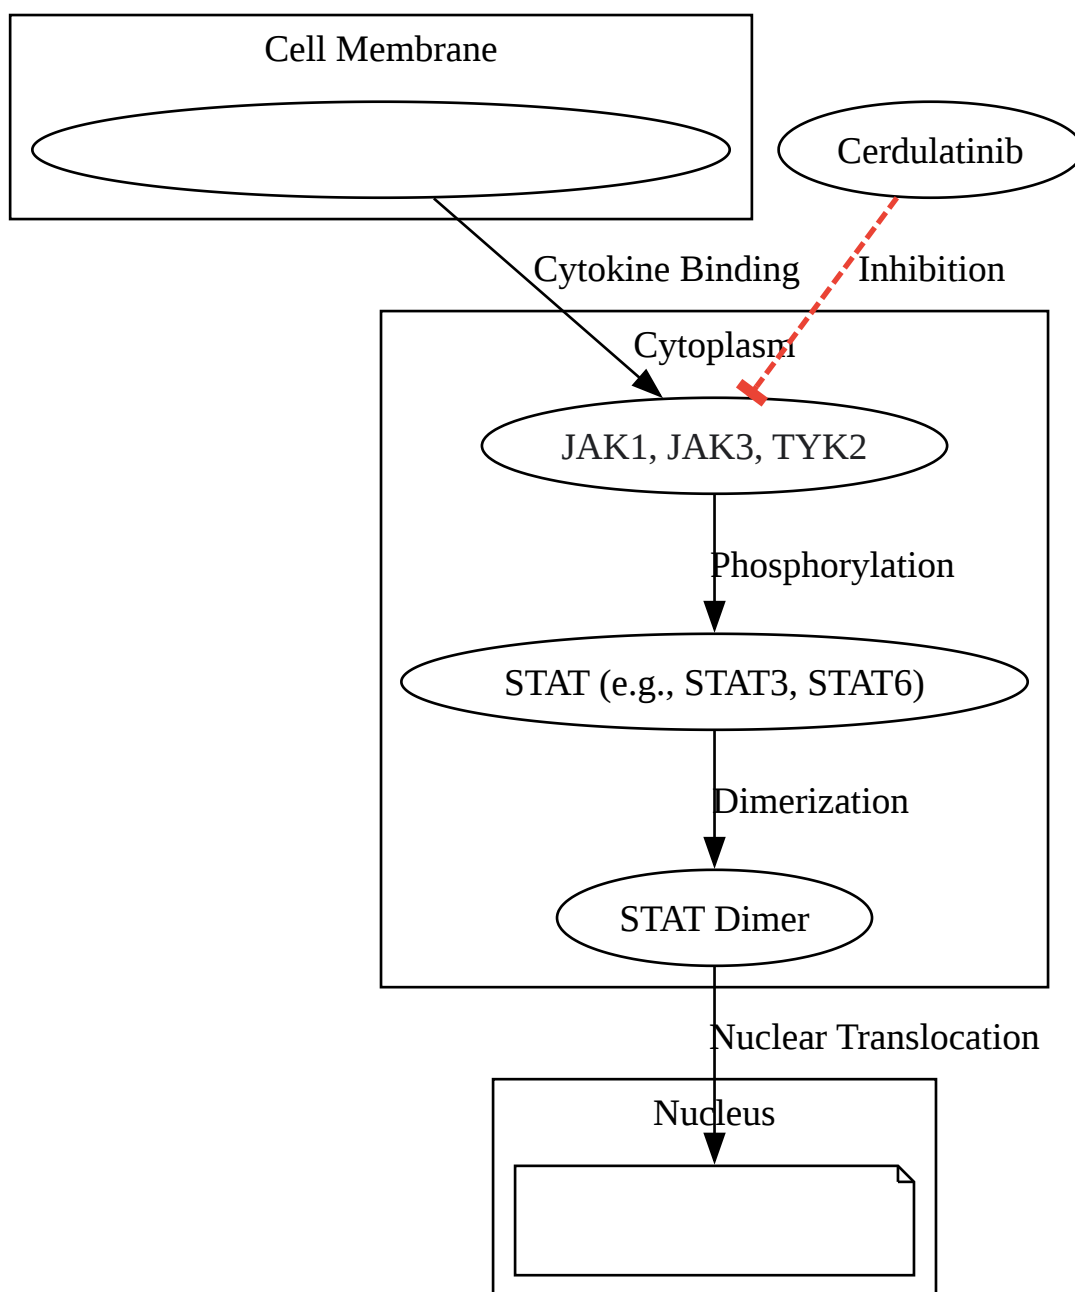 Cell Membrane
Cerdulatinib
Cytokine Binding
Inhibition
Cytoplasm
JAK1, JAK3, TYK2
Phosphorylation
STAT (e.g., STAT3, STAT6)
Dimerization
STAT Dimer
Nuclear Translocation
Nucleus